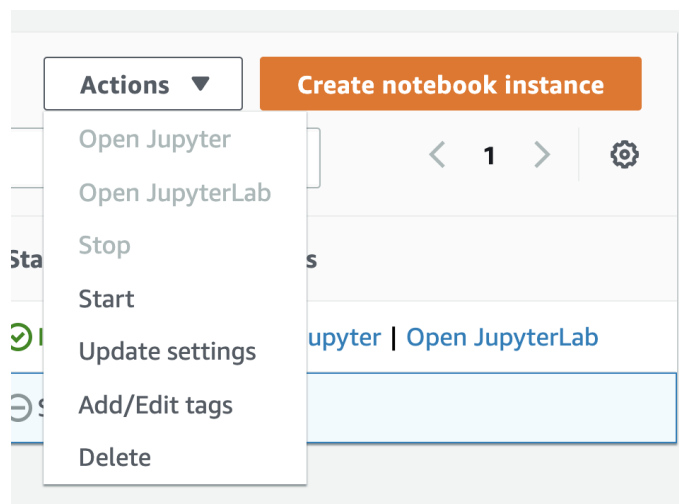 Actions
Create notebook instance
Open Jupyter
1
Open JupyterLab
Stop
Start
Update settings
Open JupyterLab
Add/Edit tags
Delete